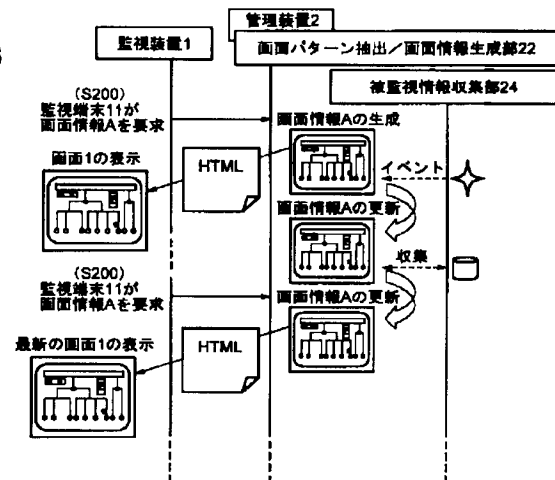 管理装置2
監視装置1
画面パターン抽出／画面情報生成部22
被監視情報収集部24
(S200)
監視端末11が
画面情報Aを要求
画面情報Aの生成
画面1の表示
HTML
イベント
画面情報Aの更新
収集
(S200)
監視端末11が
画面情報Aを要求
画面情報Aの更新
最新の画面1の表示
HTML